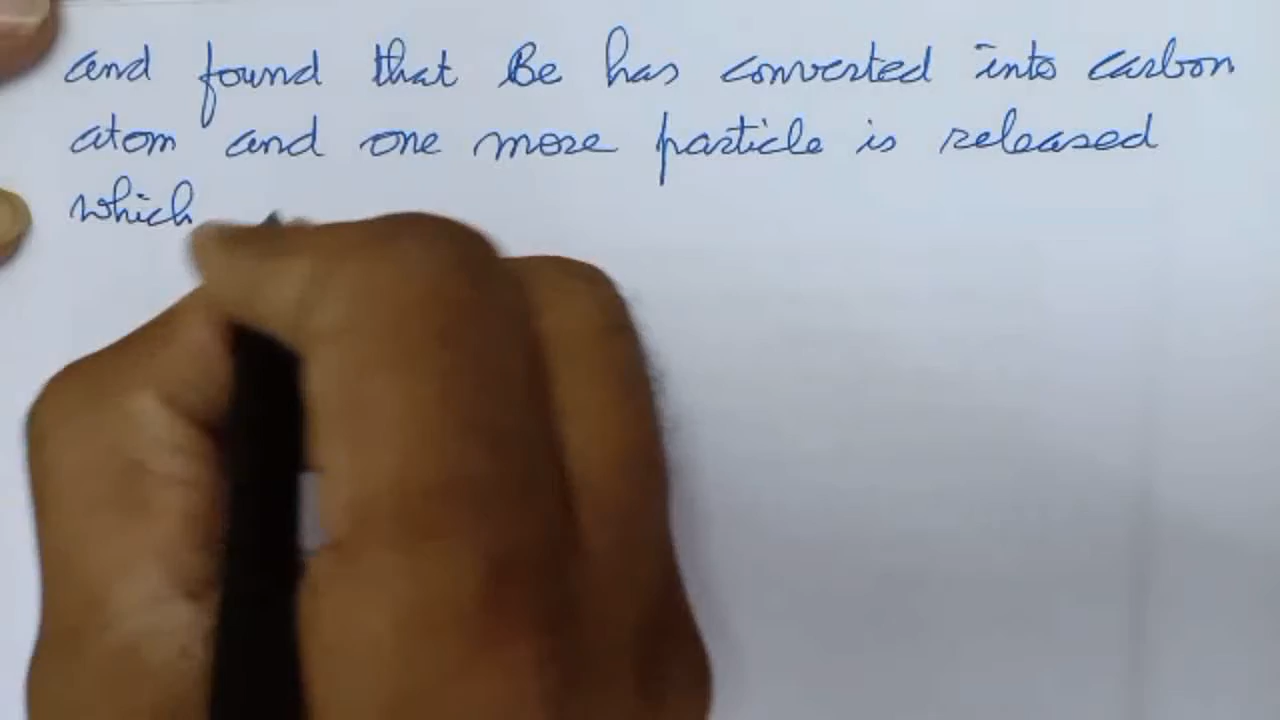 and found that Be has converted into carbon
atom and one more particle is released
which